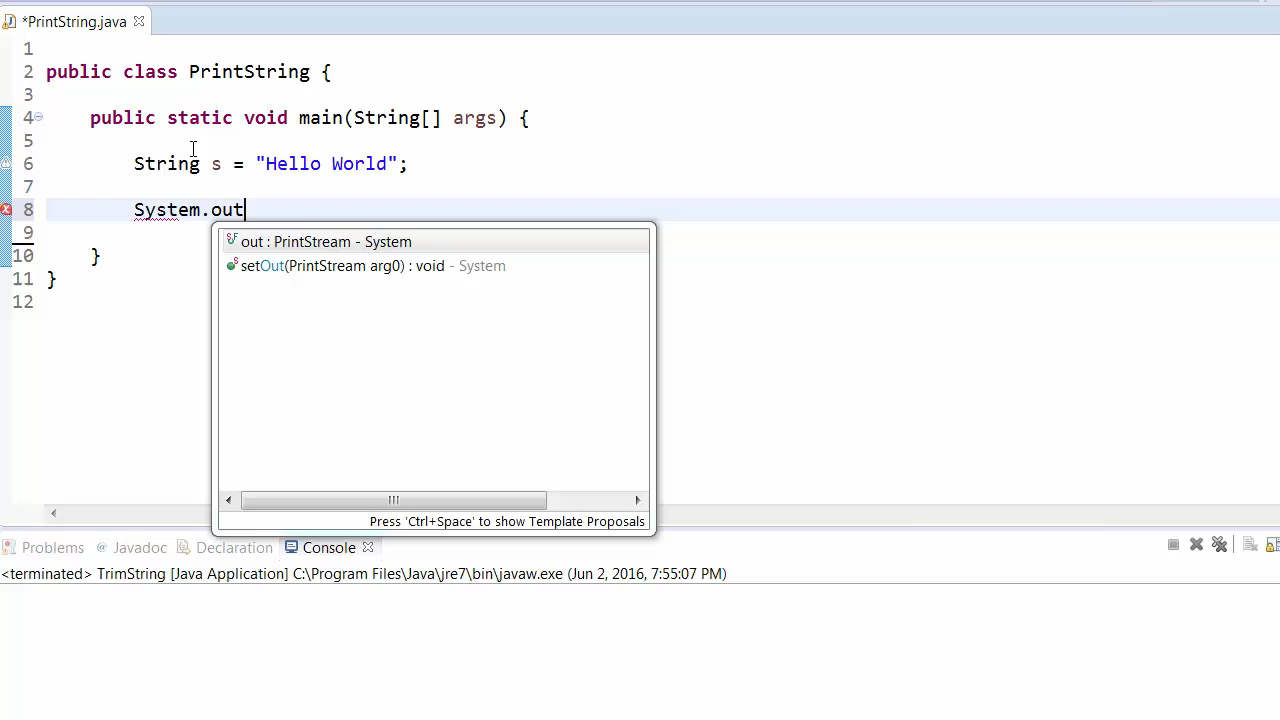 *PrintString.java
1
2 public class PrintString {
3
4 public static void main(String[] args) {
5
6 String s = "Hello World";
7
8 System.out
9
out : PrintStream - System
10 }
setOut(PrintStream arg0) : void - System
11 }
12
Press 'Ctrl+Space' to show Template Proposals
Problems @ Javadoc Declaration Console
<terminated> TrimString [Java Application] C:\Program Files\Java\jre7\bin\javaw.exe (Jun 2, 2016, 7:55:07 PM)